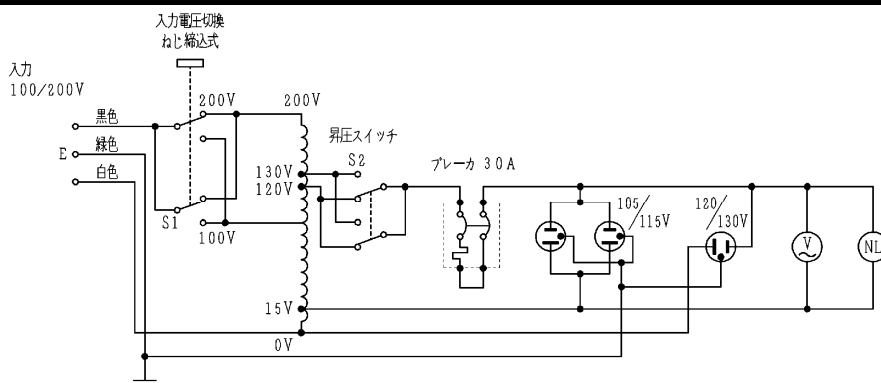 入力電圧切換
ねじ締込式
入力
100/200V
黒色
200V
200V
昇圧スイッチ
S2
ブレーカ 30A
E
緑色
130V
白色
120V
105/115V
120/130V
S1
100V
V
NL
15V
0V